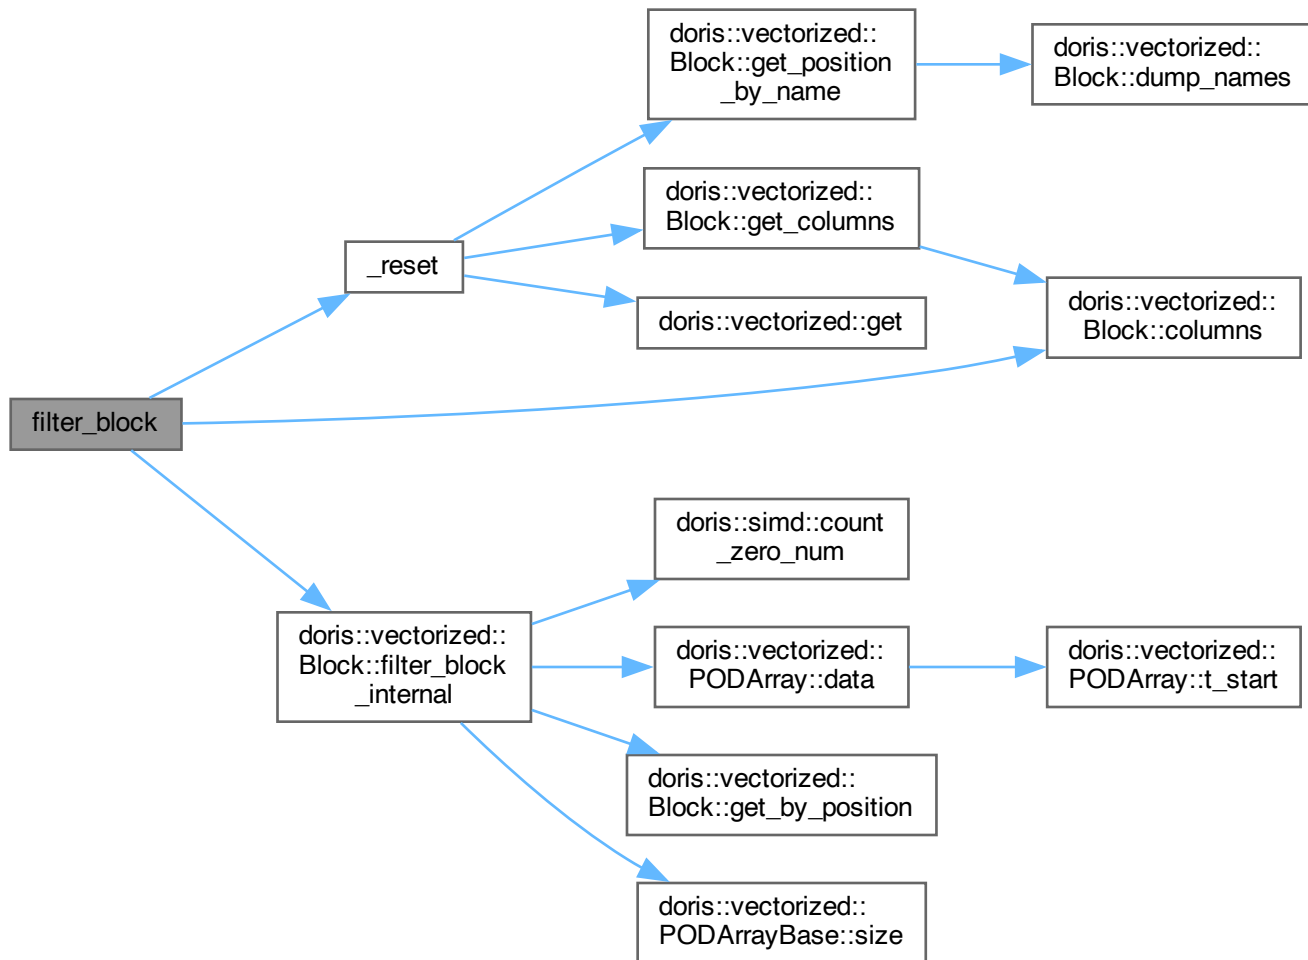 doris::vectorized::
Block::get_position
_by_name
doris::vectorized::
Block::dump_names
doris::vectorized::
Block::get_columns
_reset
doris::vectorized::get
doris::vectorized::
Block::columns
filter_block
doris::simd::count
_zero_num
doris::vectorized::
Block::filter_block
_internal
doris::vectorized::
PODArray::data
doris::vectorized::
PODArray::t_start
doris::vectorized::
Block::get_by_position
doris::vectorized::
PODArrayBase::size